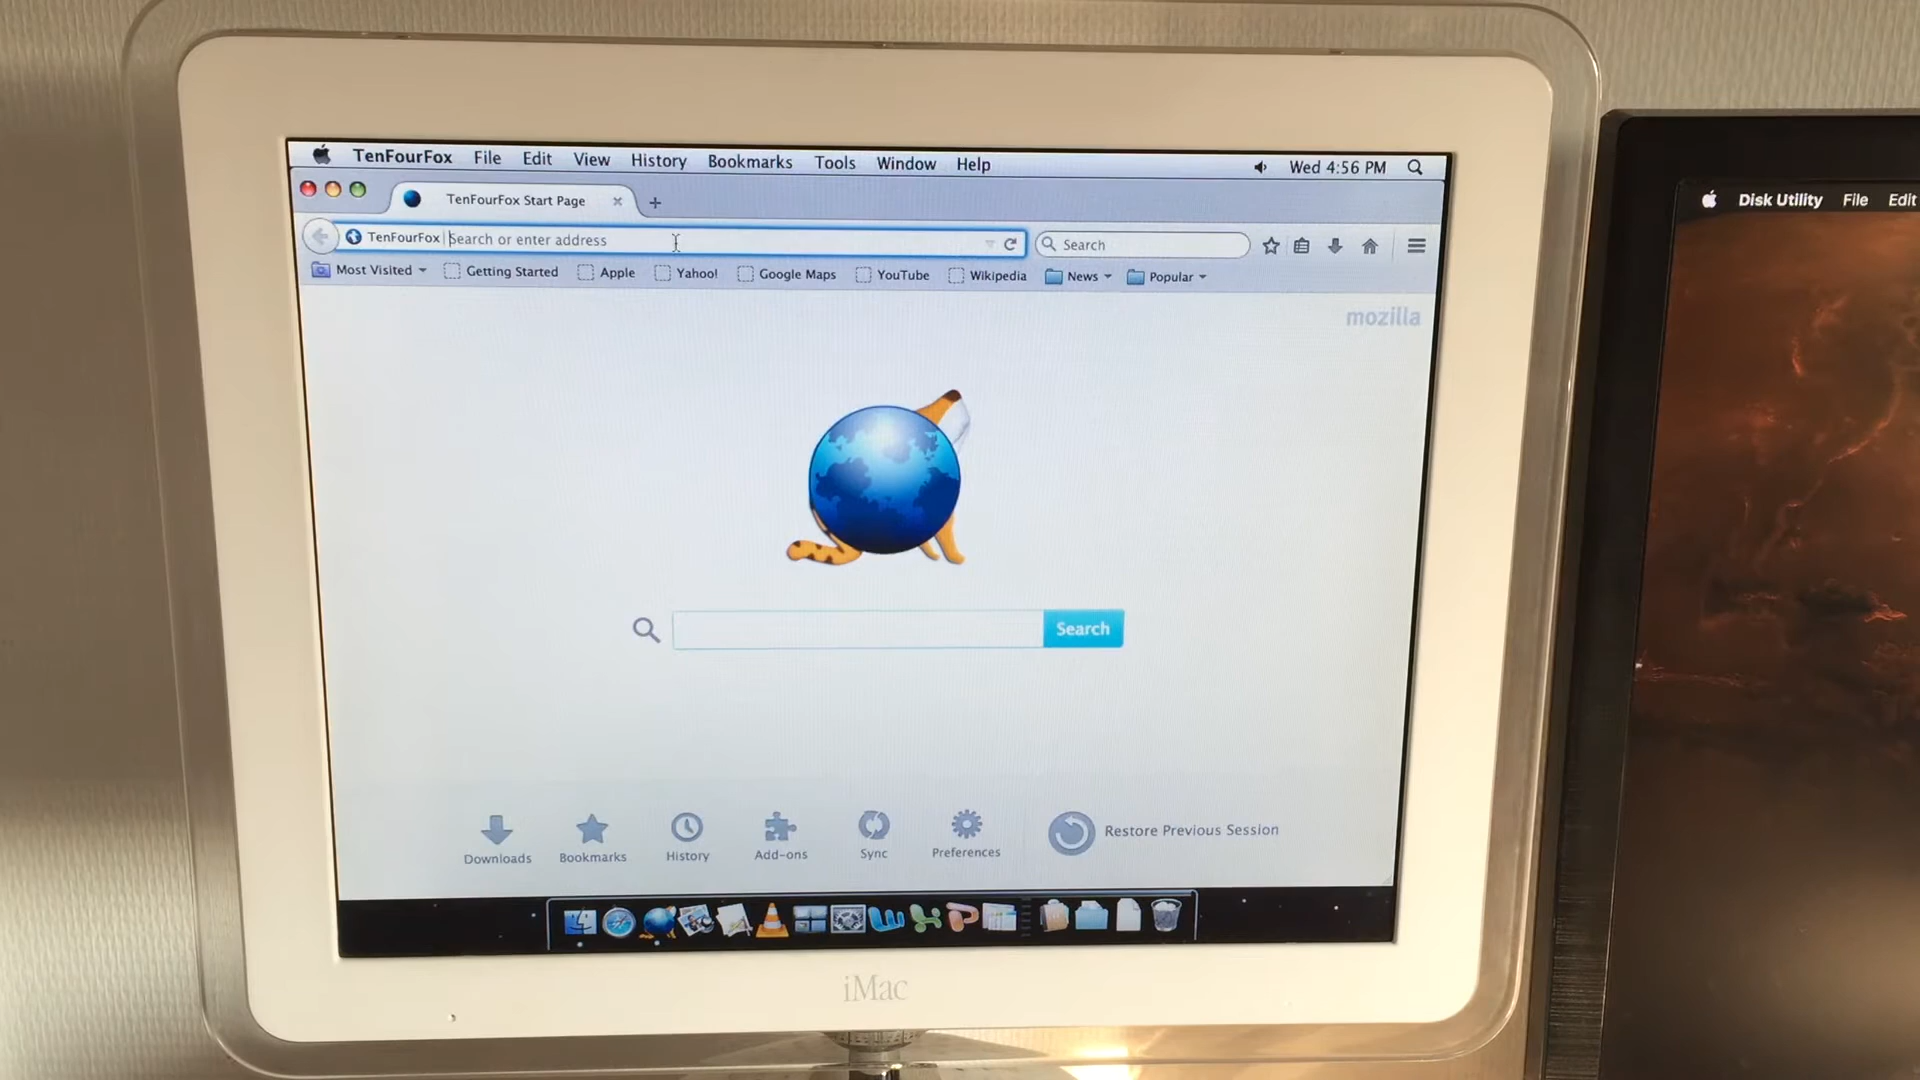 TenFourFox File Edit View History Bookmarks Tools Window Help Wed 4:56 PM
TenFourFox Start Page
TenFourFox Search or enter address Search
Most Visited Getting Started Apple Yahoo! Google Maps YouTube Wikipedia News Popular
mozilla
Search
Downloads Bookmarks History Add-ons Sync Preferences Restore Previous Session
iMac
Disk Utility File Edit